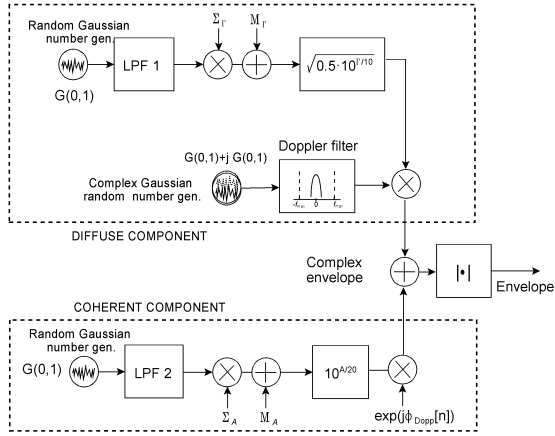 Random Gaussian
number gen.
Σ_Γ
M_Γ
LPF 1
√0.5·10^Γ/10
G(0,1)
Doppler filter
G(0,1)+j G(0,1)
Complex Gaussian
random number gen.
0
DIFFUSE COMPONENT
Complex
envelope
|•|
Envelope
COHERENT COMPONENT
Random Gaussian
number gen.
G(0,1)
LPF 2
10^A/20
Σ_A
M_A
exp(jϕ_Dopp[n])